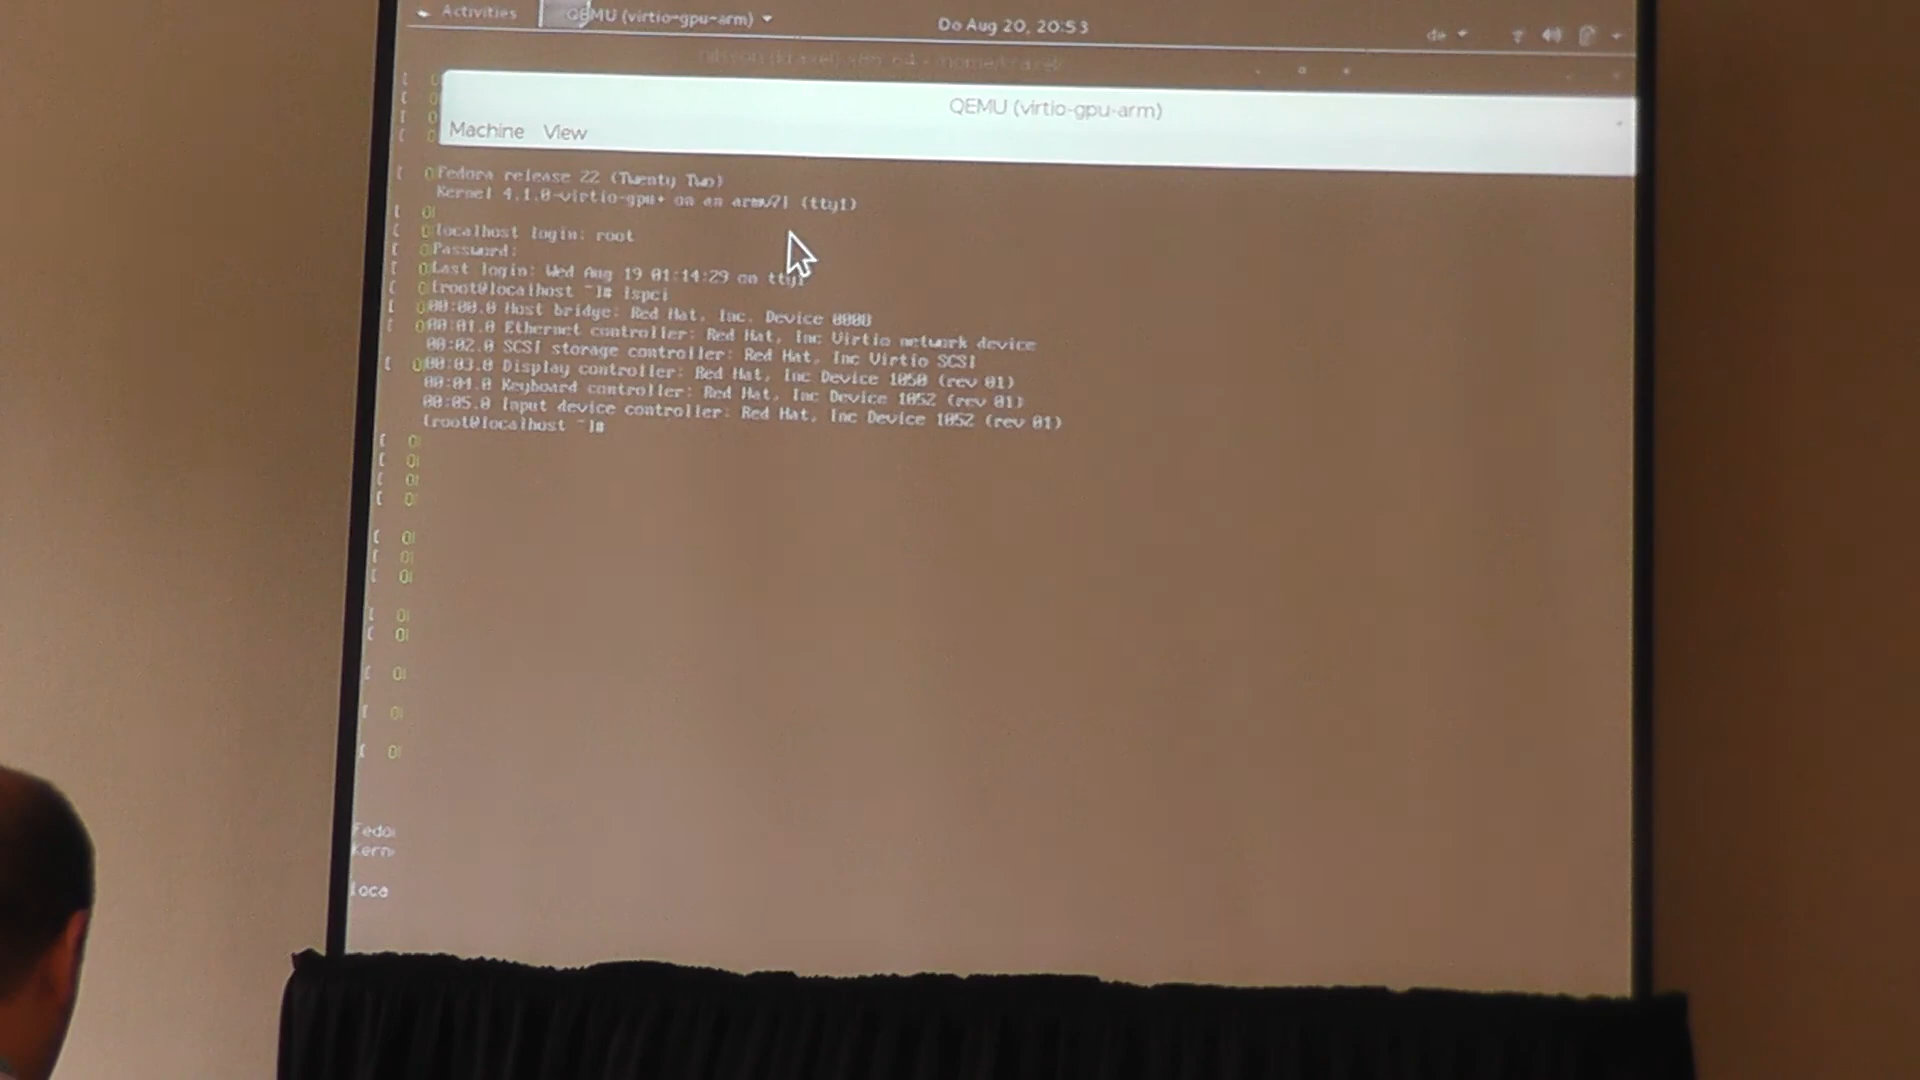 Activities QEMU (virtio-gpu-arm) Do Aug 20, 20:53 de
QEMU (virtio-gpu-arm)
Machine View
Fedora release 22 (Twenty Two)
Kernel 4.1.0-virtio-gpu+ on an armv7l (tty1)
localhost login: root
Password:
Last login: Wed Aug 19 01:14:29 on tty1
[root@localhost ~]# lspci
00:00.0 Host bridge: Red Hat, Inc. Device 0008
00:01.0 Ethernet controller: Red Hat, Inc Virtio network device
00:02.0 SCSI storage controller: Red Hat, Inc Virtio SCSI
00:03.0 Display controller: Red Hat, Inc Device 1050 (rev 01)
00:04.0 Keyboard controller: Red Hat, Inc Device 1052 (rev 01)
00:05.0 Input device controller: Red Hat, Inc Device 1052 (rev 01)
[root@localhost ~]#
Fedo
Kern
loca